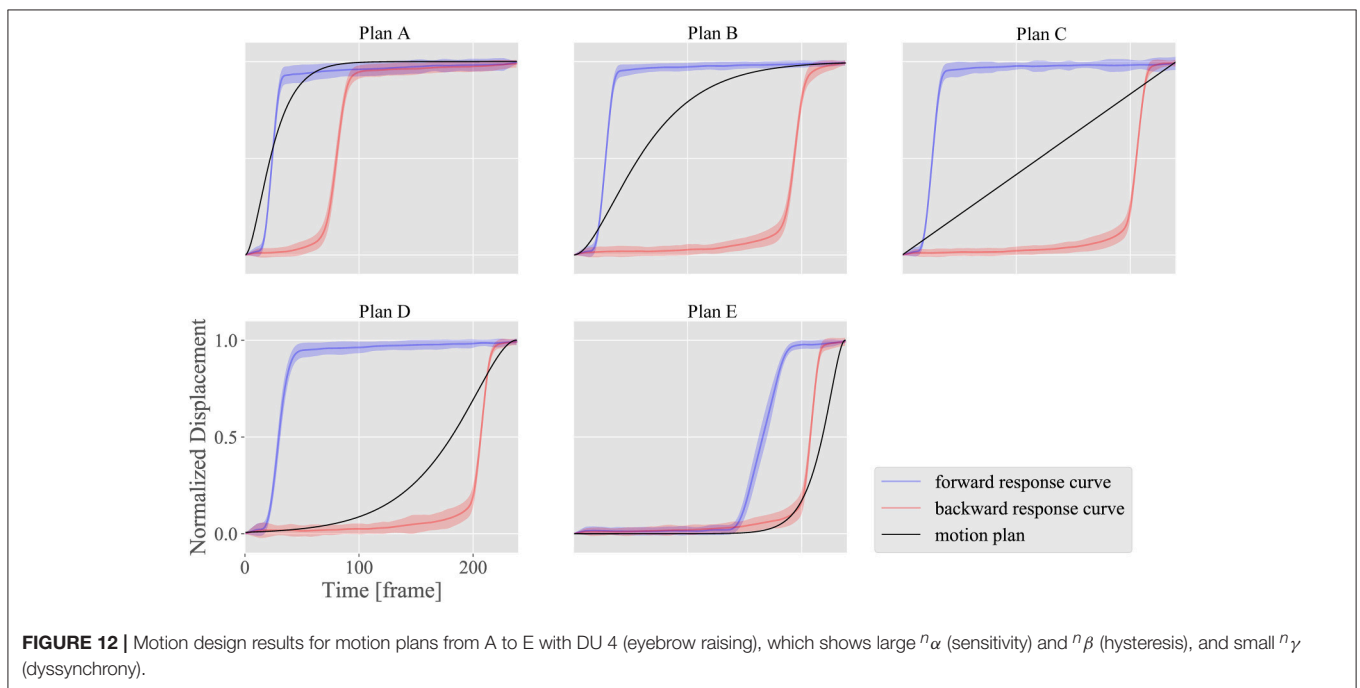 Plan A
Plan B
Plan C
Plan D
Plan E
1.0
0.5
0.0
Normalized Displacement
0
100
200
Time [frame]
forward response curve
backward response curve
motion plan
FIGURE 12 | Motion design results for motion plans from A to E with DU 4 (eyebrow raising), which shows large ⁿα (sensitivity) and ⁿβ (hysteresis), and small ⁿγ
(dyssynchrony).